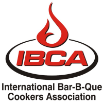 IBCA
International Bar-B-Que
Cookers Association